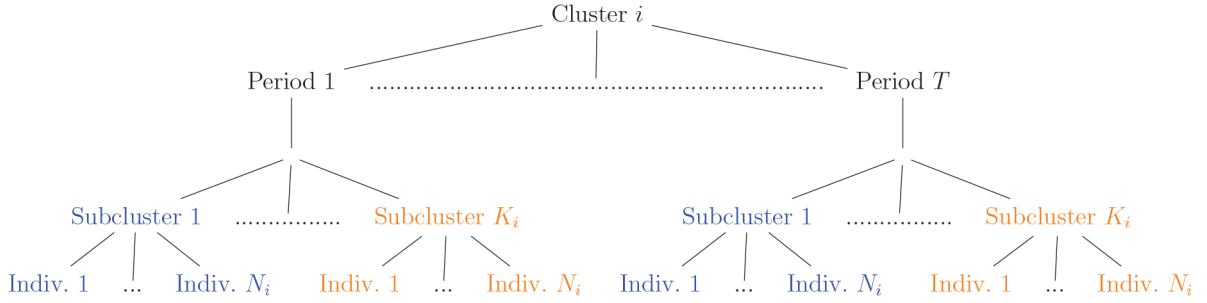 Cluster i
Period 1 ...................................................................... Period T
Subcluster 1 ................ Subcluster K_i Subcluster 1 ................ Subcluster K_i
Indiv. 1 ... Indiv. N_i Indiv. 1 ... Indiv. N_i Indiv. 1 ... Indiv. N_i Indiv. 1 ... Indiv. N_i